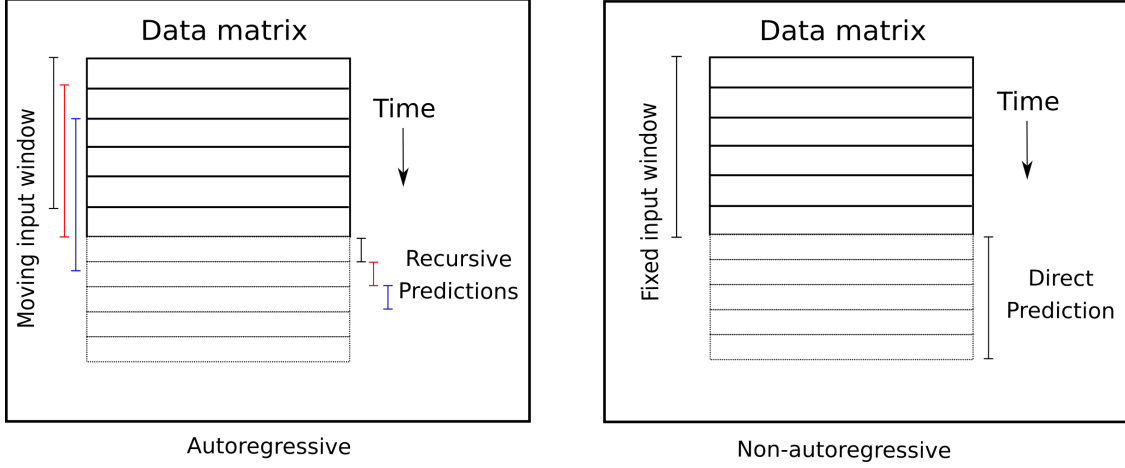 Data matrix
Time
Moving input window
Recursive
Predictions
Autoregressive
Data matrix
Time
Fixed input window
Direct
Prediction
Non-autoregressive